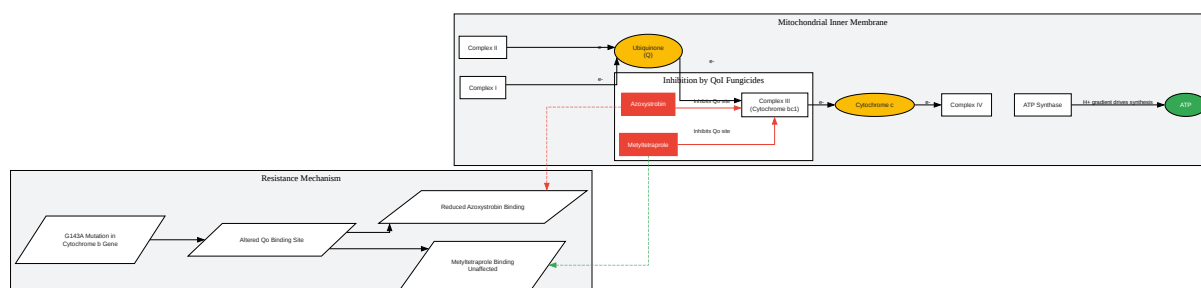 Mitochondrial Inner Membrane
Complex II
e-
Ubiquinone
(Q)
e-
Complex I
e-
Inhibition by QoI Fungicides
Azoxystrobin
Inhibits Qo site
Complex III
(Cytochrome bc1)
e-
Cytochrome c
e-
Complex IV
ATP Synthase
H+ gradient drives synthesis
ATP
Metyltetraprole
Inhibits Qo site
Resistance Mechanism
G143A Mutation in
Cytochrome b Gene
Altered Qo Binding Site
Reduced Azoxystrobin Binding
Metyltetraprole Binding
Unaffected